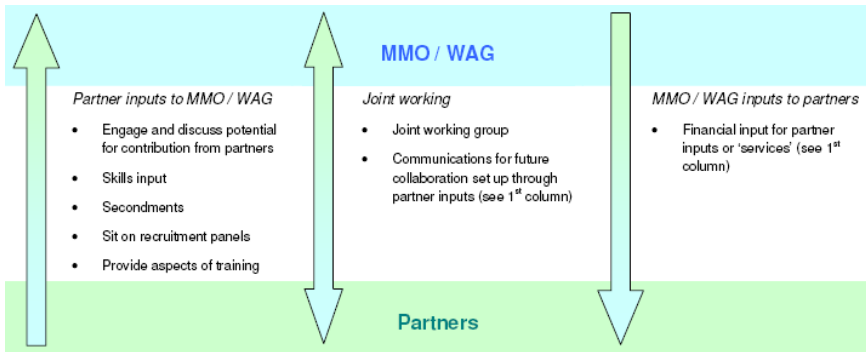 MMO / WAG
Partner inputs to MMO / WAG
• Engage and discuss potential
for contribution from partners
• Skills input
• Secondments
• Sit on recruitment panels
• Provide aspects of training
Joint working
• Joint working group
• Communications for future
collaboration set up through
partner inputs (see 1st column)
MMO / WAG inputs to partners
• Financial input for partner
inputs or ‘services’ (see 1st
column)
Partners